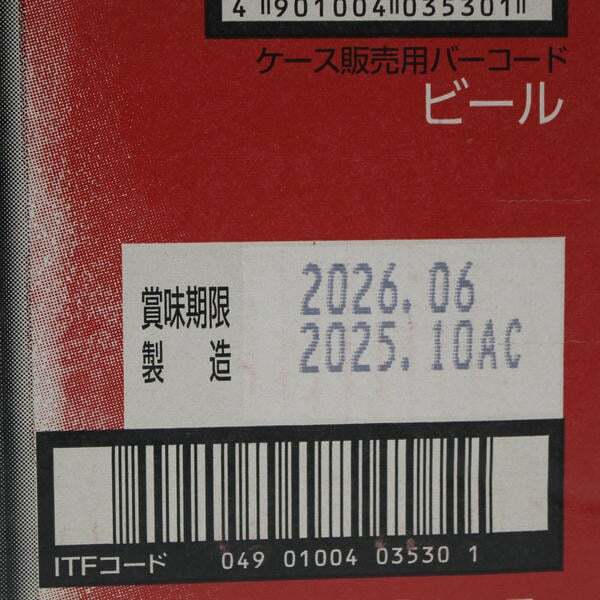 4 901004 035301
ケース販売用バーコード
ビール
賞味期限 2026.06
製造 2025.10AC
ITFコード 049 01004 03530 1